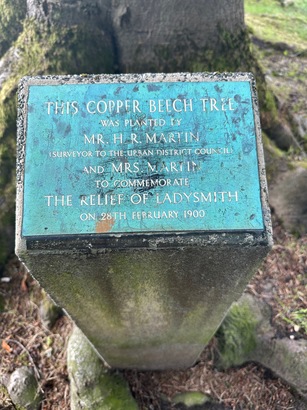 THIS COPPER BEECH TREE
WAS PLANTED BY
MR. H. R. MARTIN
(SURVEYOR TO THE URBAN DISTRICT COUNCIL)
AND MRS. MARTIN
TO COMMEMORATE
THE RELIEF OF LADYSMITH
ON 28TH FEBRUARY 1900